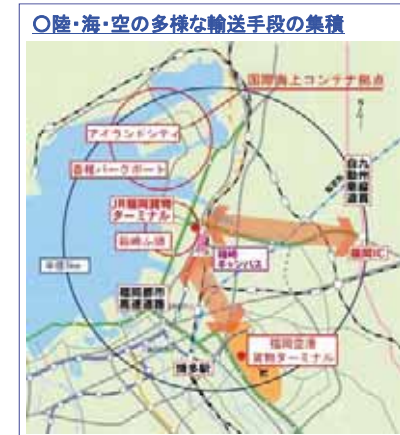 〇陸・海・空の多様な輸送手段の集積
国際海上コンテナ拠点
アイランドシティ
香椎パークポート
九州縦貫
自動車道
JR福岡貨物
ターミナル
箱崎ふ頭
箱崎
キャンパス
福岡IC
半径5km
福岡都市
高速道路
福岡空港
貨物ターミナル
博多駅